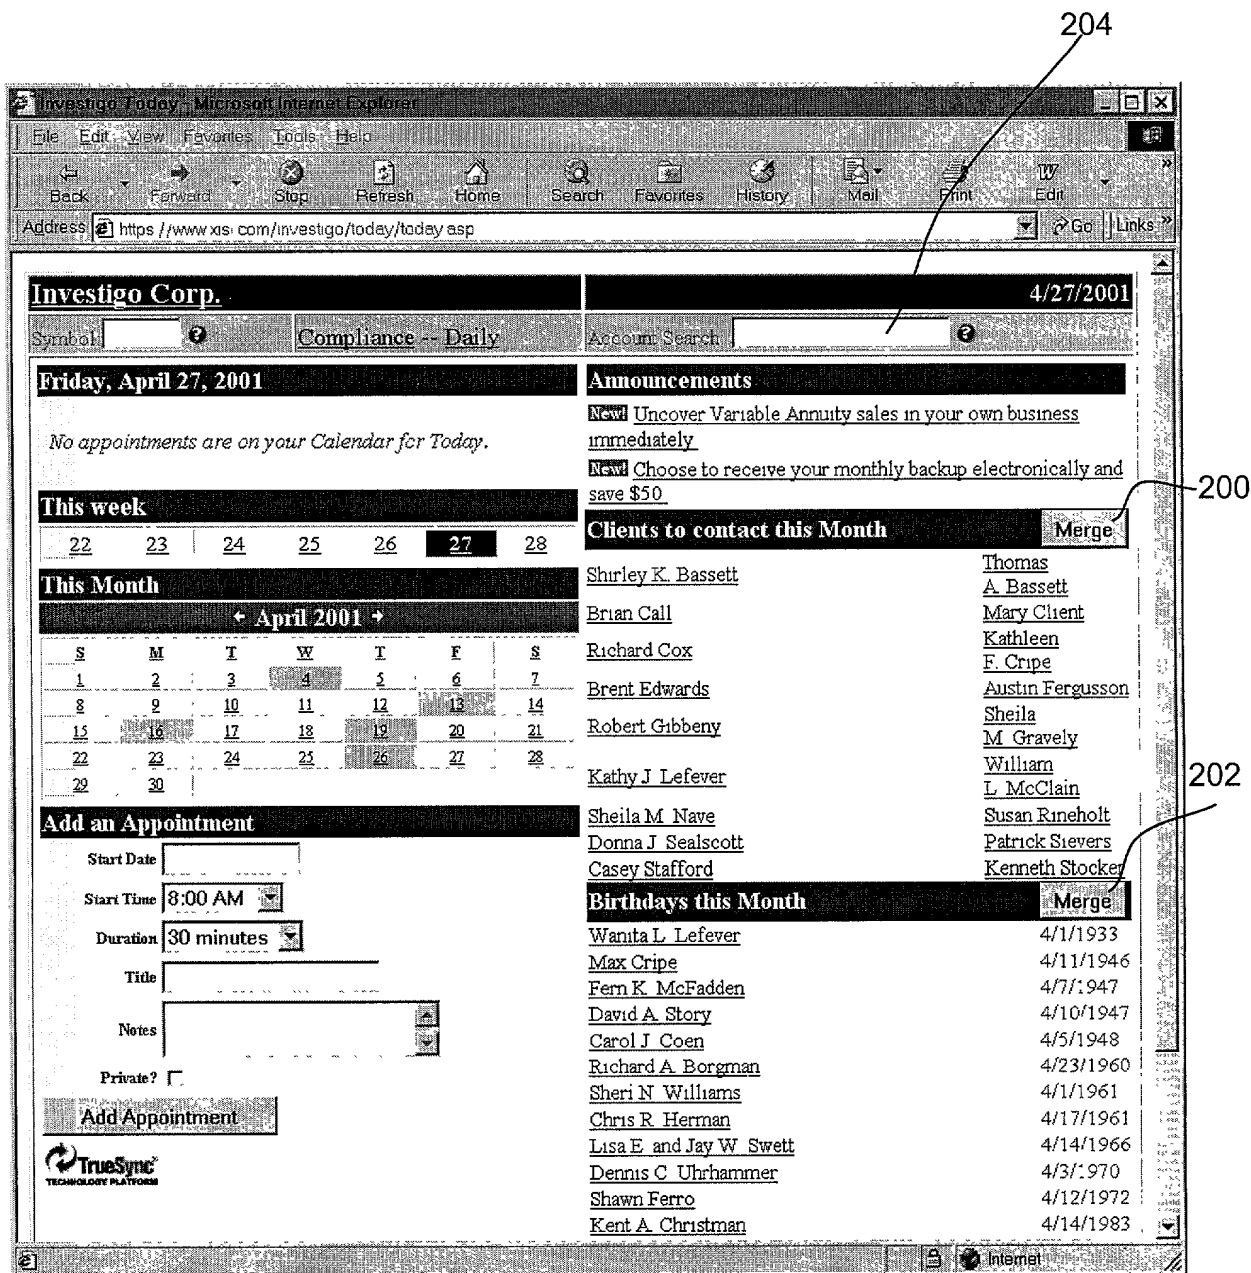 204
Investigo Today - Microsoft Internet Explorer
File Edit View Favorites Tools Help
Back Forward Stop Refresh Home Search Favorites History Mail Print Edit »
Address https //www xis com/investigo/today/today asp Go Links »
Investigo Corp. 4/27/2001
Symbol ? Compliance -- Daily Account Search ?
Friday, April 27, 2001
No appointments are on your Calendar for Today.
This week
22 23 24 25 26 27 28
This Month
← April 2001 →
S M T W T F S
1 2 3 4 5 6 7
8 9 10 11 12 13 14
15 16 17 18 19 20 21
22 23 24 25 26 27 28
29 30
Add an Appointment
Start Date
Start Time 8:00 AM
Duration 30 minutes
Title
Notes
Private?
Add Appointment
TrueSync
TECHNOLOGY PLATFORM
Announcements
New! Uncover Variable Annuity sales in your own business
immediately
New! Choose to receive your monthly backup electronically and
save $50
200
Clients to contact this Month Merge
Shirley K. Bassett Thomas
A. Bassett
Brian Call Mary Client
Richard Cox Kathleen
F. Cripe
Brent Edwards Austin Fergusson
Robert Gibbeny Sheila
M Gravely
Kathy J Lefever William
L McClain
202
Sheila M Nave Susan Rineholt
Donna J Sealscott Patrick Sievers
Casey Stafford Kenneth Stocker
Birthdays this Month Merge
Wanita L Lefever 4/1/1933
Max Cripe 4/11/1946
Fern K McFadden 4/7/1947
David A Story 4/10/1947
Carol J Coen 4/5/1948
Richard A Borgman 4/23/1960
Sheri N Williams 4/1/1961
Chris R Herman 4/17/1961
Lisa E and Jay W Swett 4/14/1966
Dennis C Uhrhammer 4/3/1970
Shawn Ferro 4/12/1972
Kent A Christman 4/14/1983
Internet